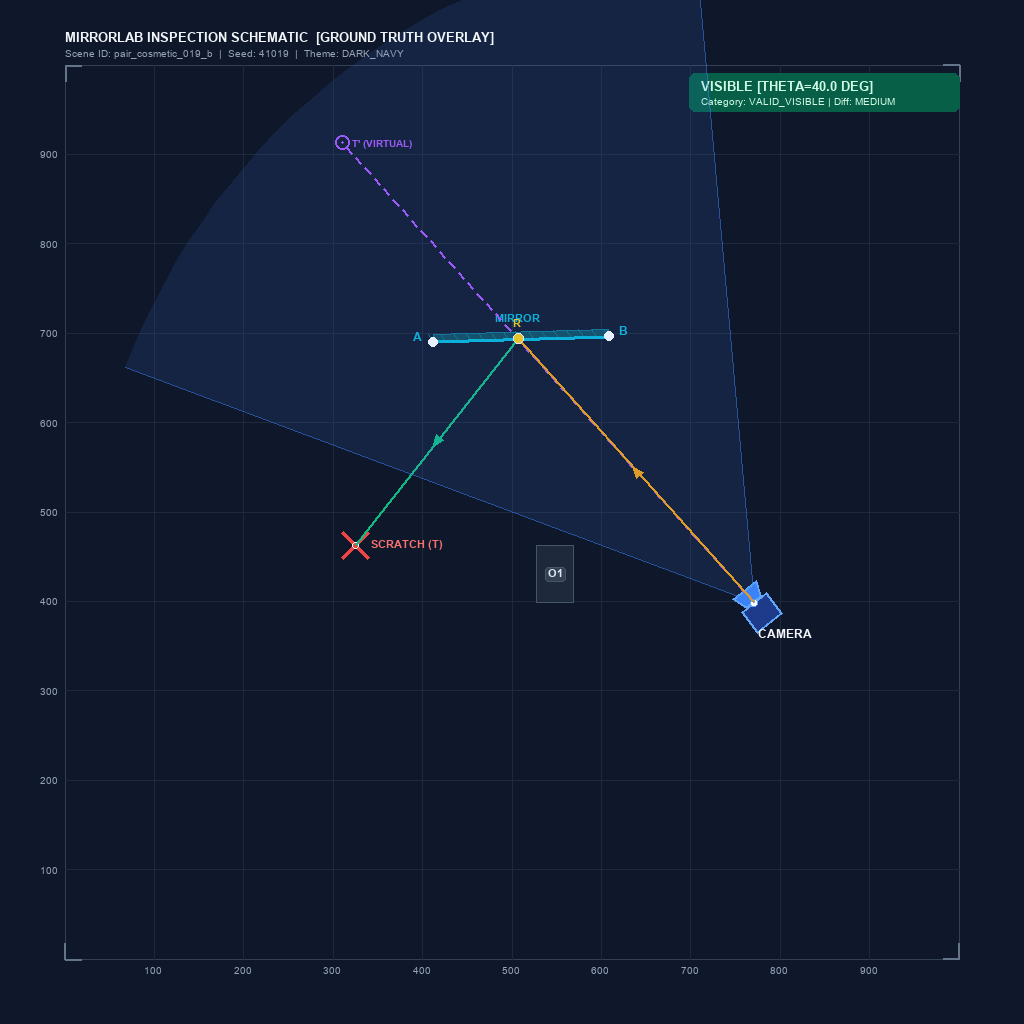 MIRRORLAB INSPECTION SCHEMATIC  [GROUND TRUTH OVERLAY]
Scene ID: pair_cosmetic_019_b  |  Seed: 41019  |  Theme: DARK_NAVY
VISIBLE [THETA=40.0 DEG]
Category: VALID_VISIBLE | Diff: MEDIUM
T' (VIRTUAL)
MIRROR
R
A
B
SCRATCH (T)
O1
CAMERA
900
800
700
600
500
400
300
200
100
100 200 300 400 500 600 700 800 900